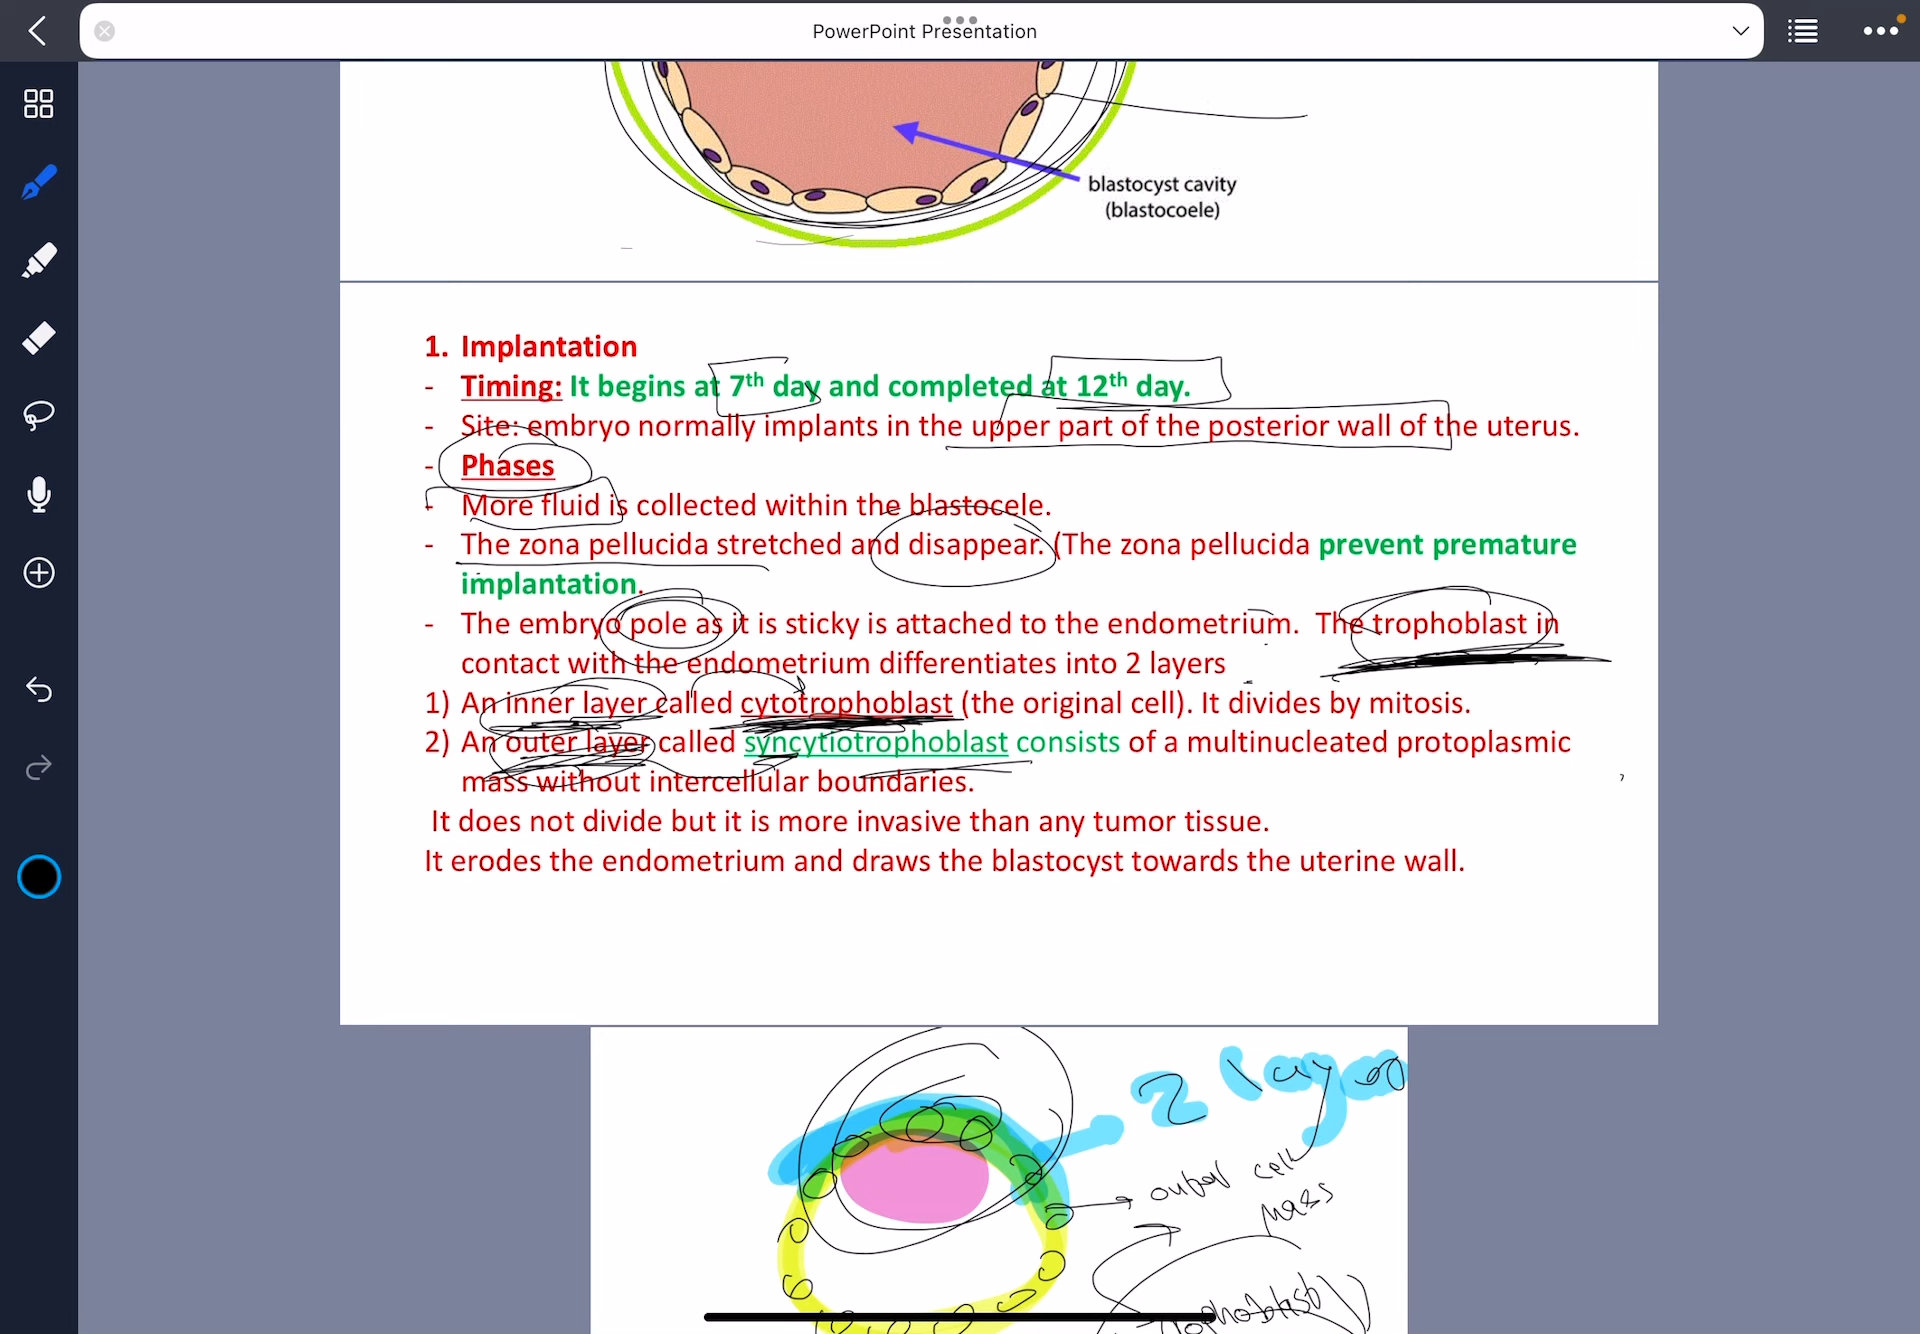 PowerPoint Presentation
blastocyst cavity
(blastocoele)
1. Implantation
- Timing: It begins at 7th day and completed at 12th day.
- Site: embryo normally implants in the upper part of the posterior wall of the uterus.
- Phases
- More fluid is collected within the blastocele.
- The zona pellucida stretched and disappear. (The zona pellucida prevent premature
implantation.
- The embryo pole as it is sticky is attached to the endometrium. The trophoblast in
contact with the endometrium differentiates into 2 layers
1) An inner layer called cytotrophoblast (the original cell). It divides by mitosis.
2) An outer layer called syncytiotrophoblast consists of a multinucleated protoplasmic
mass without intercellular boundaries.
It does not divide but it is more invasive than any tumor tissue.
It erodes the endometrium and draws the blastocyst towards the uterine wall.
2 layer
outer cell
mass